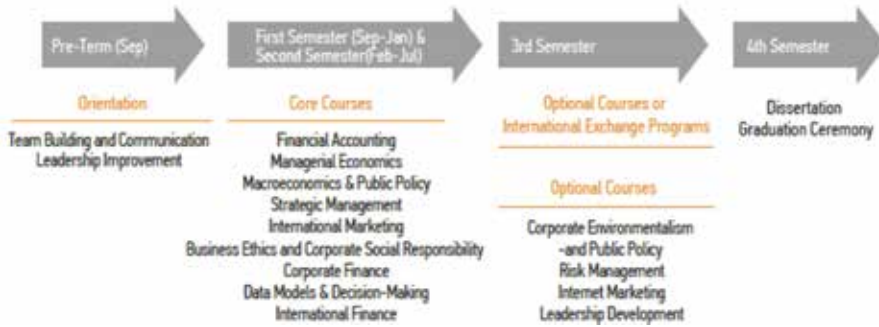 Pre-Term (Sep)
First Semester (Sep-Jan) &
Second Semester(Feb-Jul)
3rd Semester
4th Semester
Orientation
Team Building and Communication
Leadership Improvement
Core Courses
Financial Accounting
Managerial Economics
Macroeconomics & Public Policy
Strategic Management
International Marketing
Business Ethics and Corporate Social Responsibility
Corporate Finance
Data Models & Decision-Making
International Finance
Optional Courses or
International Exchange Programs
Optional Courses
Corporate Environmentalism
-and Public Policy
Risk Management
Internet Marketing
Leadership Development
Dissertation
Graduation Ceremony